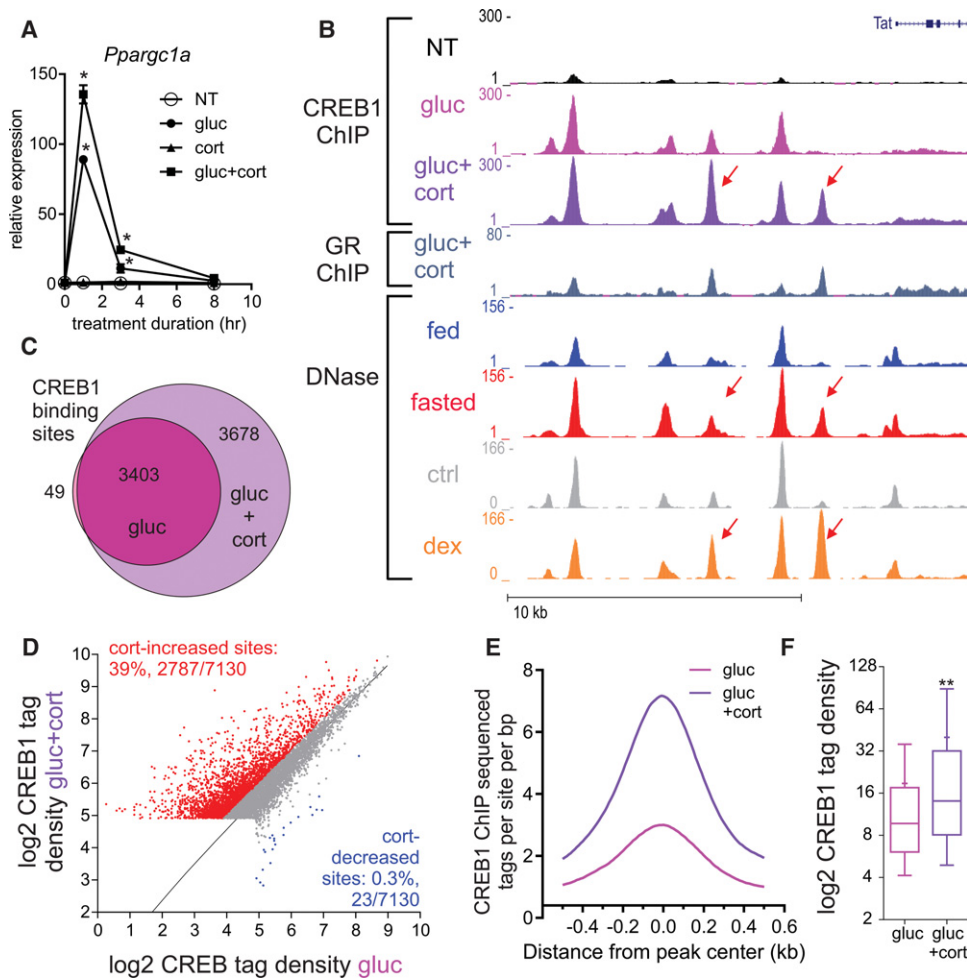 A
Ppargc1a
150
100
50
0
relative expression
0 2 4 6 8 10
treatment duration (hr)
* * * *
NT
gluc
cort
gluc+cort
B
Tat
CREB1
ChIP
NT
300 -
1 _
gluc
300 -
1 _
gluc+
cort
300 -
1 _
GR
ChIP
gluc+
cort
80 -
1 _
DNase
fed
156 -
1 _
fasted
156 -
1 _
ctrl
166 -
0 _
dex
166 -
0 _
10 kb
C
CREB1
binding
sites
49
3403
gluc
3678
gluc
+
cort
D
cort-increased sites:
39%, 2787/7130
cort-
decreased
sites: 0.3%,
23/7130
10
9
8
7
6
5
4
3
2
log2 CREB1 tag
density gluc+cort
0 1 2 3 4 5 6 7 8 9 10
log2 CREB tag density gluc
E
gluc
gluc
+cort
8
6
4
2
0
CREB1 ChIP sequenced
tags per site per bp
-0.4 -0.2 0.0 0.2 0.4 0.6
Distance from peak center (kb)
F
**
128
64
32
16
8
4
2
log2 CREB1 tag density
gluc
gluc
+cort